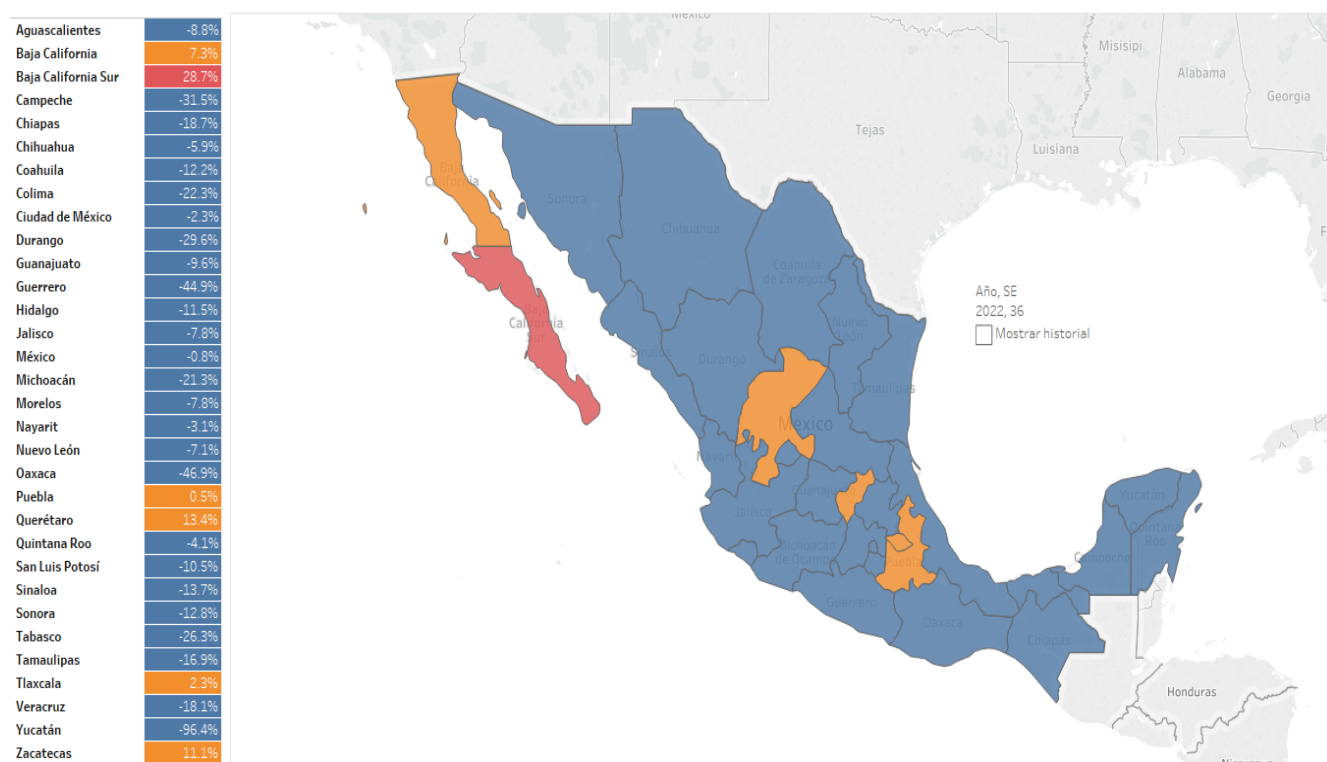 Aguascalientes -8.8%
Baja California 7.3%
Baja California Sur 28.7%
Campeche -31.5%
Chiapas -18.7%
Chihuahua -5.9%
Coahuila -12.2%
Colima -22.3%
Ciudad de México -2.3%
Durango -29.6%
Guanajuato -9.6%
Guerrero -44.9%
Hidalgo -11.5%
Jalisco -7.8%
México -0.8%
Michoacán -21.3%
Morelos -7.8%
Nayarit -3.1%
Nuevo León -7.1%
Oaxaca -46.9%
Puebla 0.5%
Querétaro 13.4%
Quintana Roo -4.1%
San Luis Potosí -10.5%
Sinaloa -13.7%
Sonora -12.8%
Tabasco -26.3%
Tamaulipas -16.9%
Tlaxcala 2.3%
Veracruz -18.1%
Yucatán -96.4%
Zacatecas 11.1%
México
Misisipi
Alabama
Georgia
Tejas
Luisiana
Baja
California
Sonora
Chihuahua
Coahuila
de Zaragoza
Año, SE
2022, 36
Mostrar historial
Baja
California
Sur
Nuevo
León
Sinaloa
Durango
Tamaulipas
México
Nayarit
Guanajuato
Yucatán
Jalisco
Quintana
Roo
Michoacán
de Ocampo
Puebla
Campeche
Guerrero
Oaxaca
Chiapas
Honduras